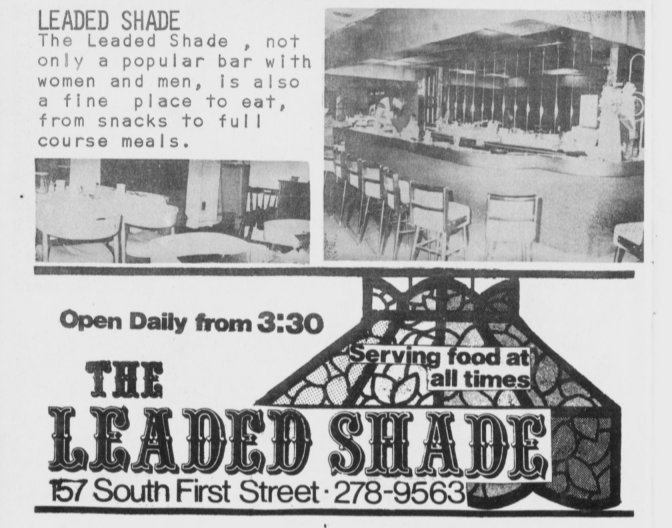 LEADED SHADE
The Leaded Shade , not
only a popular bar with
women and men, is also
a fine place to eat,
from snacks to full
course meals.
Open Daily from 3:30
Serving food at
all times
THE
LEADED SHADE
157 South First Street · 278-9563